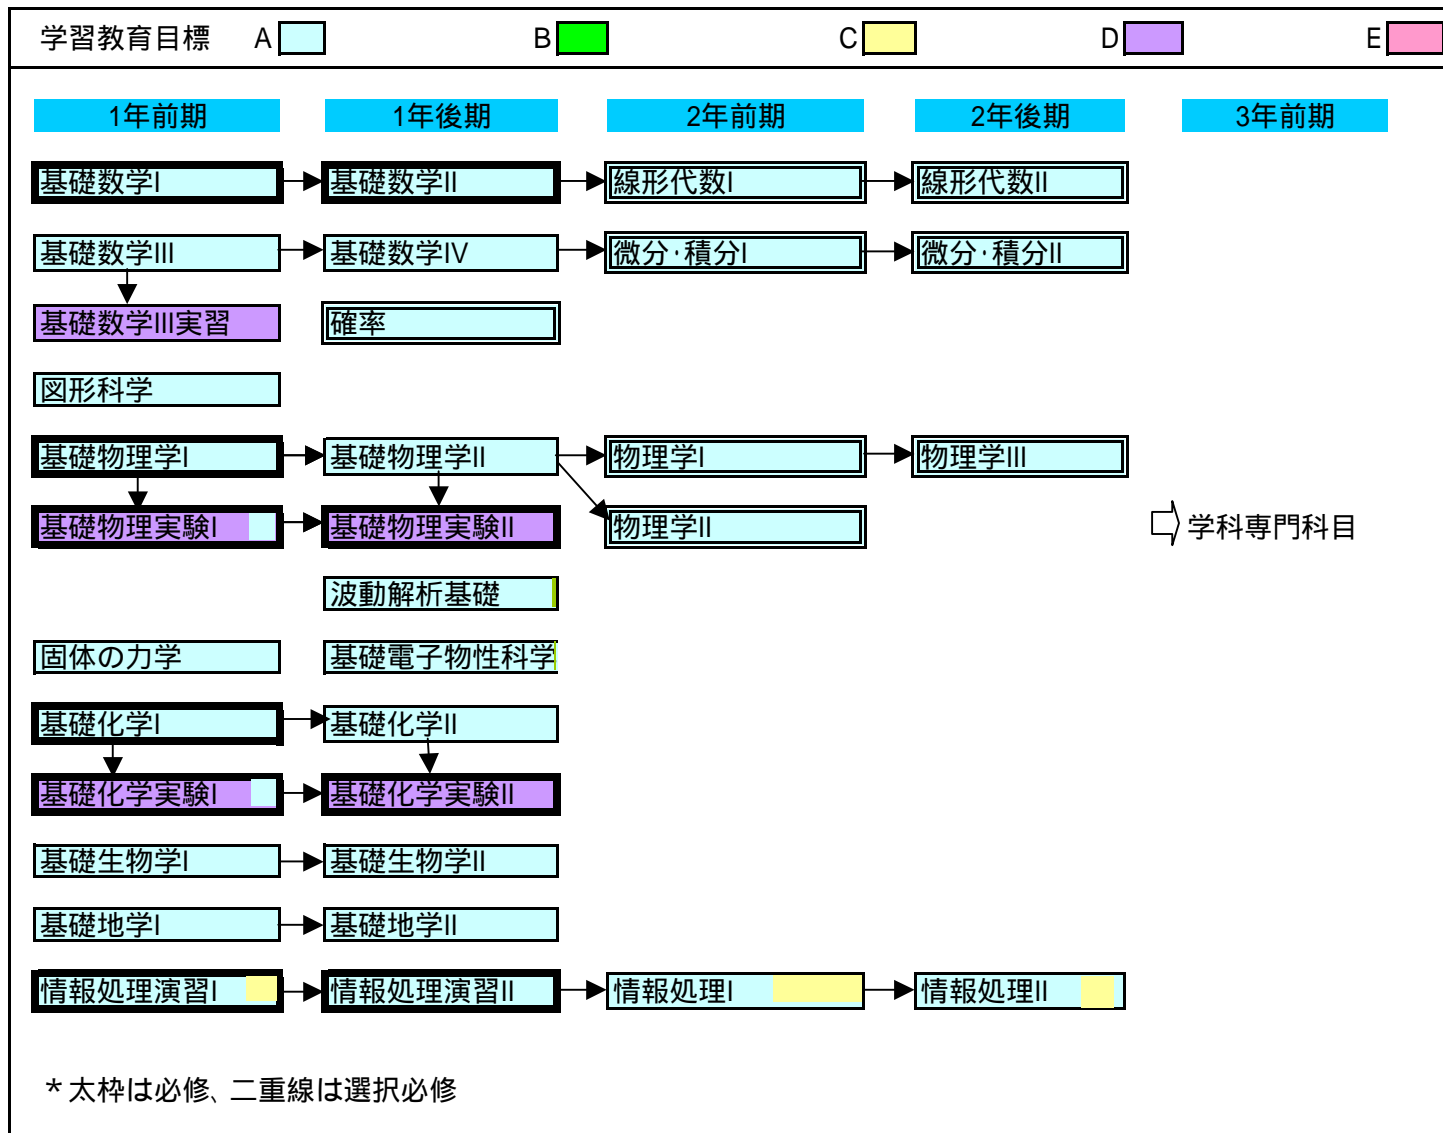 学習教育目標 A B C D E
1年前期 1年後期 2年前期 2年後期 3年前期
基礎数学I 基礎数学II 線形代数I 線形代数II
基礎数学III 基礎数学IV 微分・積分I 微分・積分II
基礎数学III実習 確率
図形科学
基礎物理学I 基礎物理学II 物理学I 物理学III
基礎物理実験I 基礎物理実験II 物理学II 学科専門科目
波動解析基礎
固体の力学 基礎電子物性科学
基礎化学I 基礎化学II
基礎化学実験I 基礎化学実験II
基礎生物学I 基礎生物学II
基礎地学I 基礎地学II
情報処理演習I 情報処理演習II 情報処理I 情報処理II
*太枠は必修、二重線は選択必修